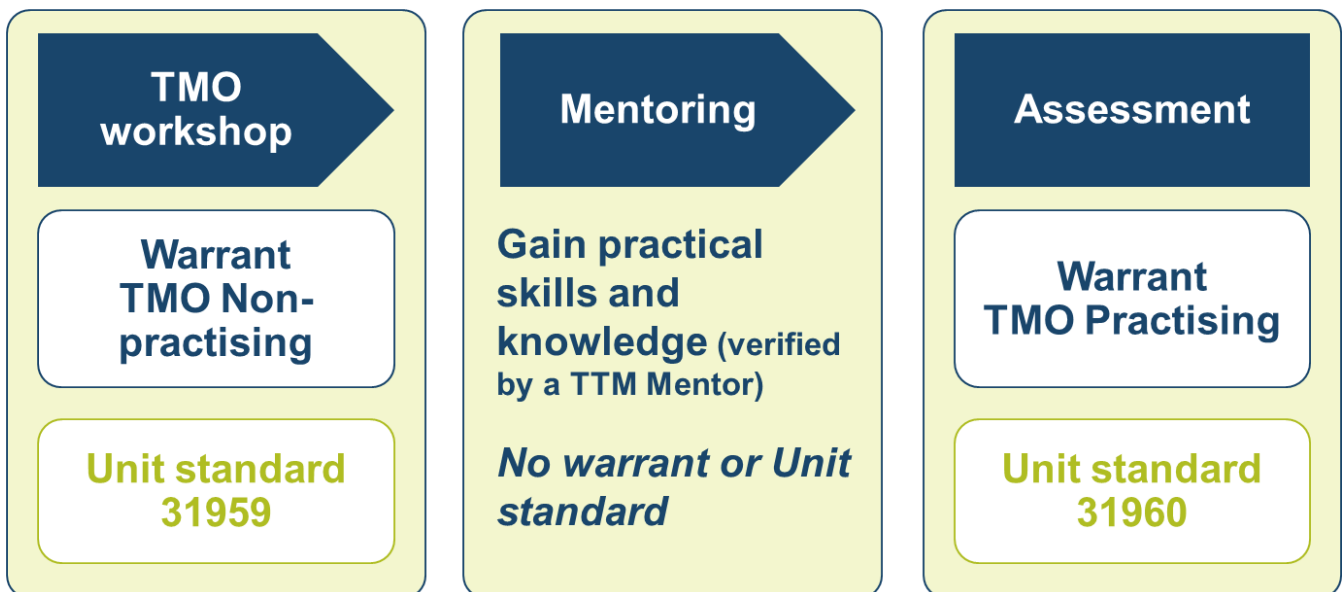 TMO
workshop
Warrant
TMO Non-
practising
Unit standard
31959
Mentoring
Gain practical
skills and
knowledge (verified
by a TTM Mentor)
No warrant or Unit
standard
Assessment
Warrant
TMO Practising
Unit standard
31960